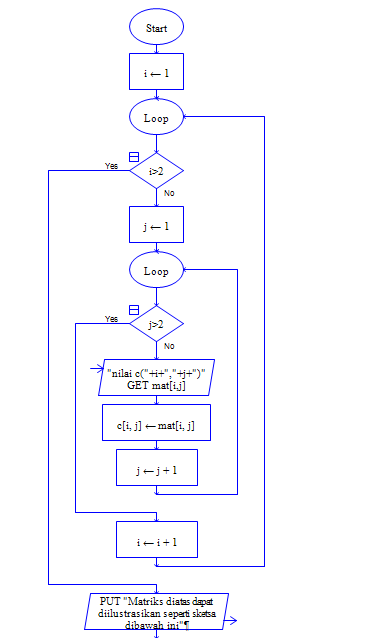 Start
i ← 1
Loop
Yes
i>2
No
j ← 1
Loop
Yes
j>2
No
"nilai c("+i+","+j+")"
GET mat[i,j]
c[i, j] ← mat[i, j]
j ← j + 1
i ← i + 1
PUT "Matriks diatas dapat
diilustrasikan seperti sketsa
dibawah ini"¶